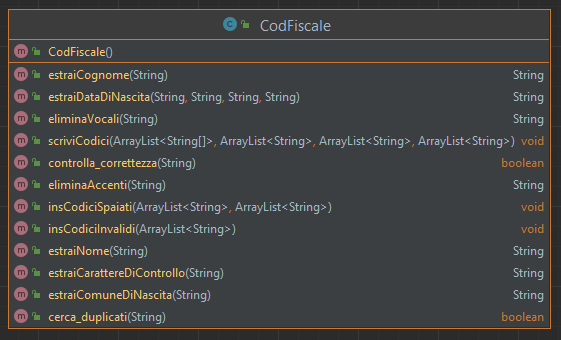 CodFiscale
CodFiscale()
estraiCognome(String) String
estraiDataDiNascita(String, String, String, String) String
eliminaVocali(String) String
scriviCodici(ArrayList<String[]>, ArrayList<String>, ArrayList<String>, ArrayList<String>) void
controlla_correttezza(String) boolean
eliminaAccenti(String) String
insCodiciSpaiati(ArrayList<String>, ArrayList<String>) void
insCodiciInvalidi(ArrayList<String>) void
estraiNome(String) String
estraiCarattereDiControllo(String) String
estraiComuneDiNascita(String) String
cerca_duplicati(String) boolean